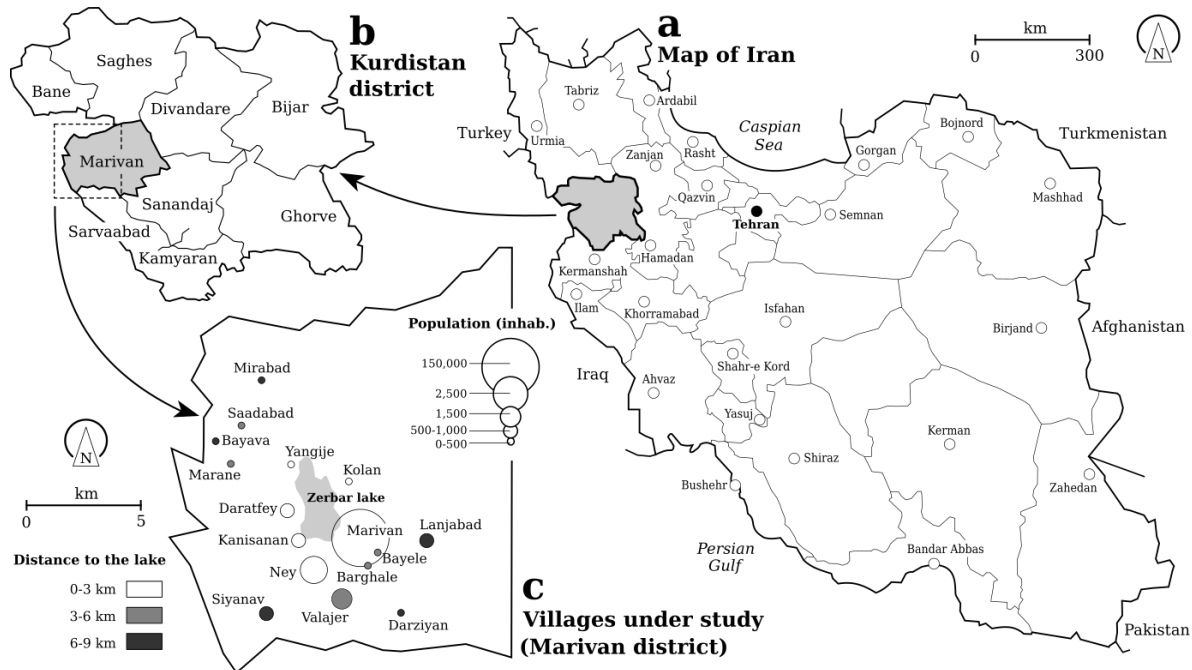 a
Map of Iran
km
0
300
N
Turkey
Caspian
Sea
Turkmenistan
Afghanistan
Pakistan
Iraq
Persian
Gulf
Tabriz
Ardabil
Urmia
Zanjan
Rasht
Qazvin
Gorgan
Bojnord
Mashhad
Tehran
Semnan
Hamadan
Kermanshah
Ilam
Khorramabad
Isfahan
Birjand
Shahr-e Kord
Ahvaz
Yasuj
Kerman
Shiraz
Zahedan
Bushehr
Bandar Abbas
b
Kurdistan
district
Saghes
Bane
Divandare
Bijar
Marivan
Sanandaj
Sarvaabad
Ghorve
Kamyaran
c
Villages under study
(Marivan district)
Population (inhab.)
150,000
2,500
1,500
500-1,000
0-500
Mirabad
Saadabad
Bayava
Marane
Yangije
Kolan
Zerbar lake
Daratfey
Marivan
Lanjabad
Kanisanan
Bayele
Ney
Barghale
Siyanav
Valajer
Darziyan
N
km
0
5
Distance to the lake
0-3 km
3-6 km
6-9 km